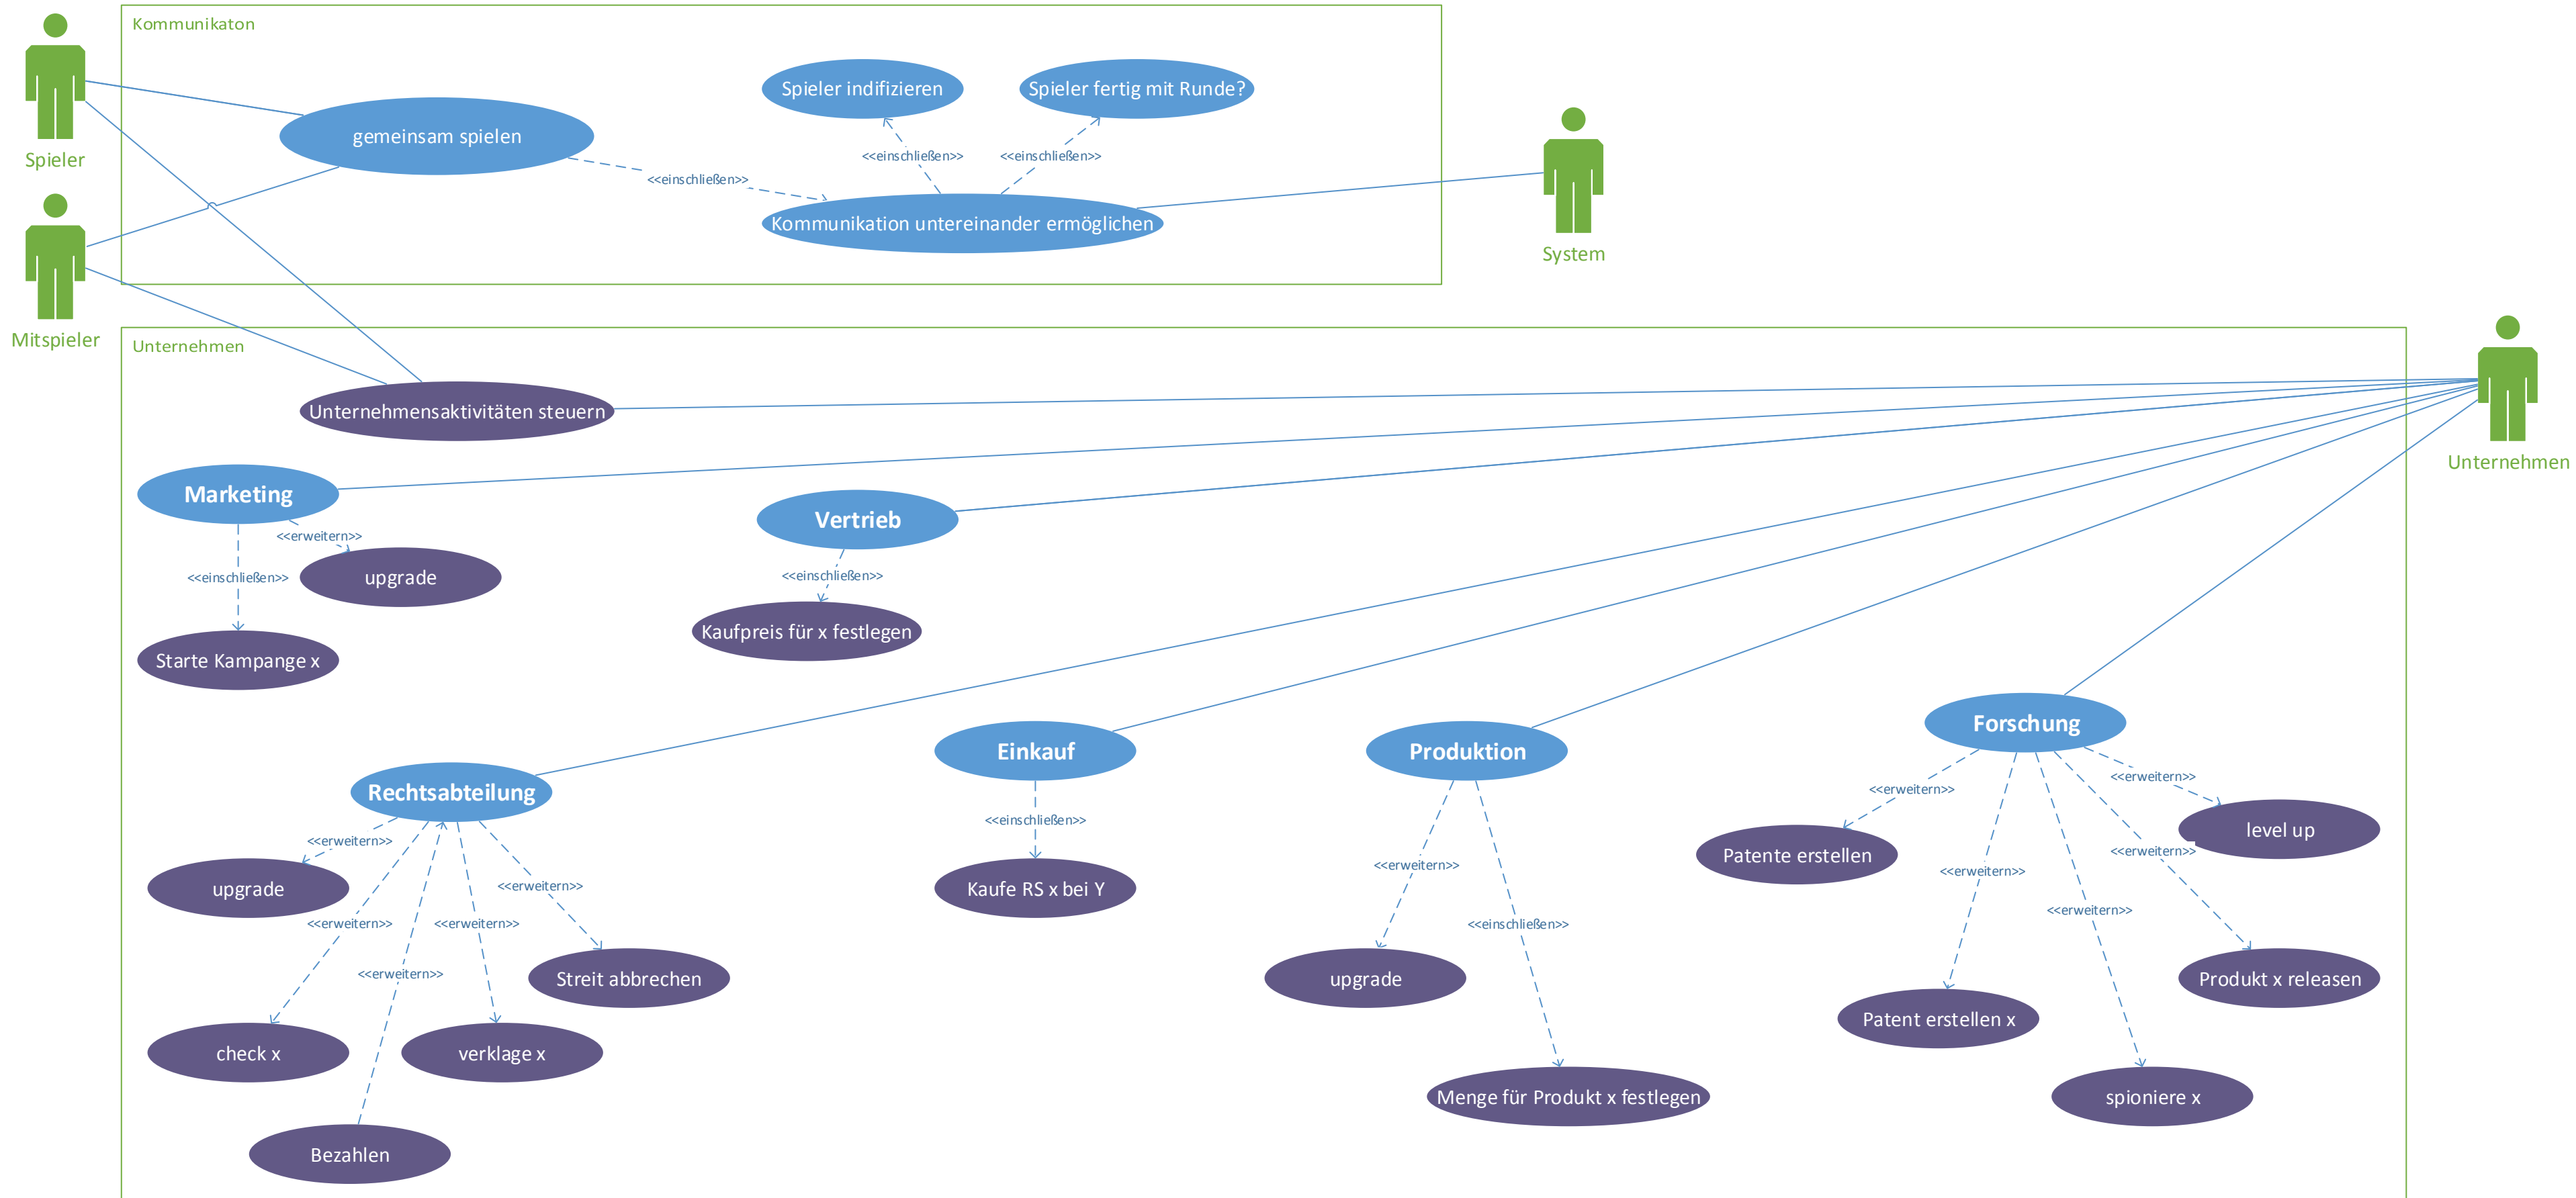 Kommunikaton
Spieler indifizieren
Spieler fertig mit Runde?
gemeinsam spielen
Spieler
<<einschließen>>
<<einschließen>>
<<einschließen>>
Kommunikation untereinander ermöglichen
System
Mitspieler
Unternehmen
Unternehmensaktivitäten steuern
Unternehmen
Marketing
Vertrieb
<<erweitern>>
<<einschließen>>
upgrade
<<einschließen>>
Kaufpreis für x festlegen
Starte Kampange x
Forschung
Einkauf
Produktion
Rechtsabteilung
<<erweitern>>
<<erweitern>>
<<einschließen>>
level up
<<erweitern>>
<<erweitern>>
Patente erstellen
<<erweitern>>
<<erweitern>>
<<erweitern>>
upgrade
Kaufe RS x bei Y
<<erweitern>>
<<erweitern>>
<<erweitern>>
<<einschließen>>
<<erweitern>>
<<erweitern>>
Streit abbrechen
upgrade
Produkt x releasen
Patent erstellen x
check x
verklage x
Menge für Produkt x festlegen
spioniere x
Bezahlen